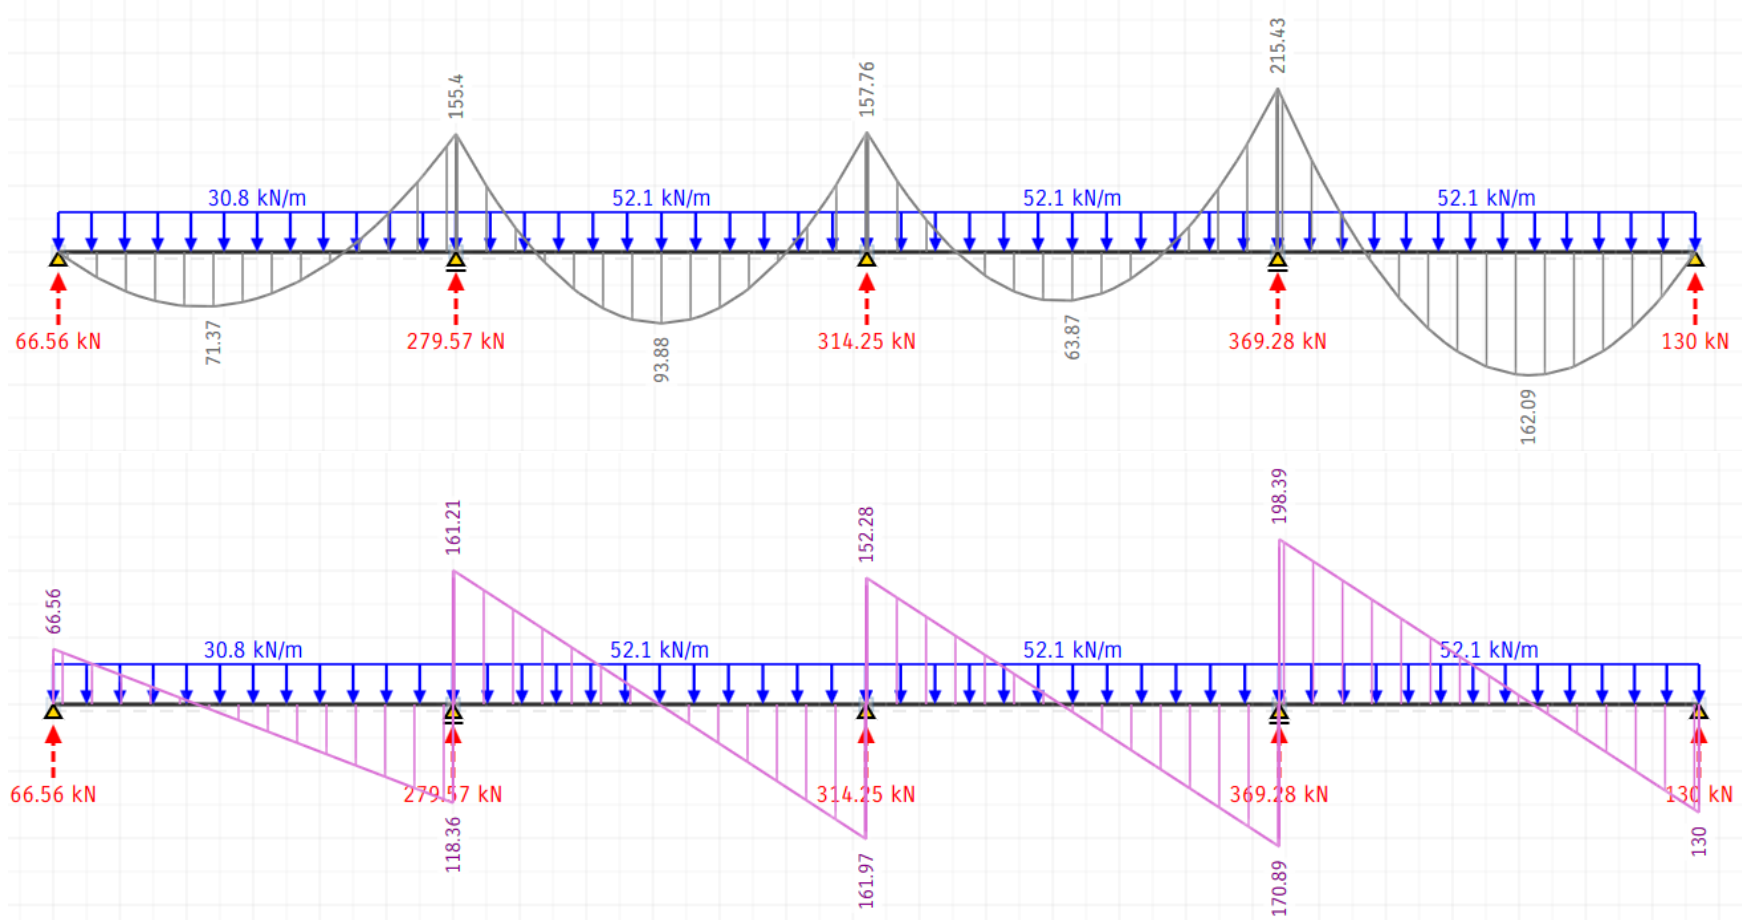 155.4
157.76
215.43
30.8 kN/m
52.1 kN/m
52.1 kN/m
52.1 kN/m
66.56 kN
279.57 kN
314.25 kN
369.28 kN
130 kN
71.37
93.88
63.87
162.09
66.56
161.21
152.28
198.39
30.8 kN/m
52.1 kN/m
52.1 kN/m
52.1 kN/m
66.56 kN
279.57 kN
314.25 kN
369.28 kN
130 kN
118.36
161.97
170.89
130